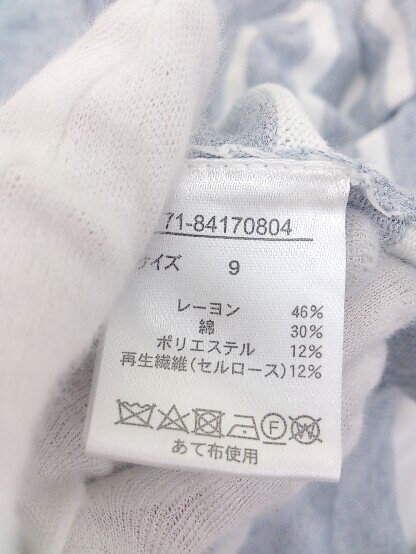 71-84170804
サイズ 9
レーヨン 46%
綿 30%
ポリエステル 12%
再生繊維(セルロース)12%
F W
あて布使用